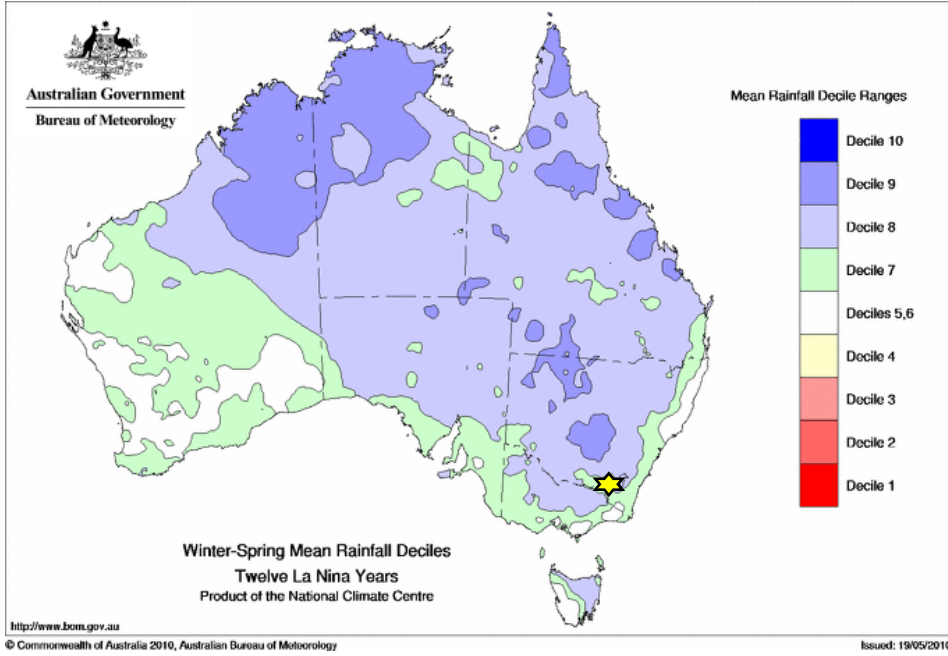 Australian Government
Bureau of Meteorology
Mean Rainfall Decile Ranges
Decile 10
Decile 9
Decile 8
Decile 7
Deciles 5,6
Decile 4
Decile 3
Decile 2
Decile 1
Winter-Spring Mean Rainfall Deciles
Twelve La Nina Years
Product of the National Climate Centre
http://www.bom.gov.au
© Commonwealth of Australia 2010, Australian Bureau of Meteorology
Issued: 19/05/2010